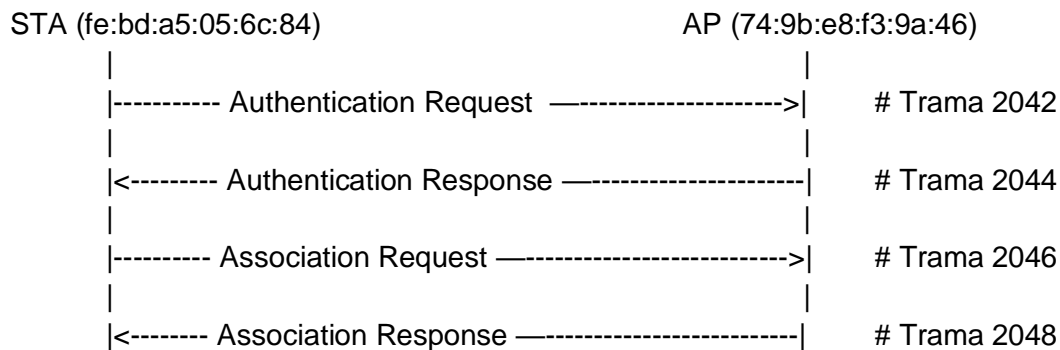 STA (fe:bd:a5:05:6c:84) AP (74:9b:e8:f3:9a:46)
| |
|----------- Authentication Request —--------------------->| # Trama 2042
| |
|<--------- Authentication Response —-----------------------| # Trama 2044
| |
|---------- Association Request —---------------------------->| # Trama 2046
| |
|<-------- Association Response —---------------------------| # Trama 2048